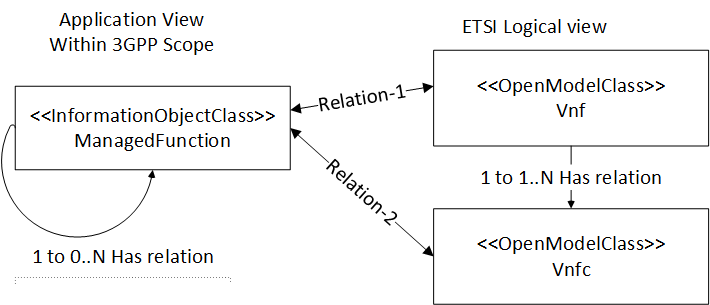 Application View
Within 3GPP Scope
ETSI Logical view
<<InformationObjectClass>>
ManagedFunction
Relation-1
<<OpenModelClass>>
Vnf
Relation-2
1 to 1..N Has relation
1 to 0..N Has relation
<<OpenModelClass>>
Vnfc